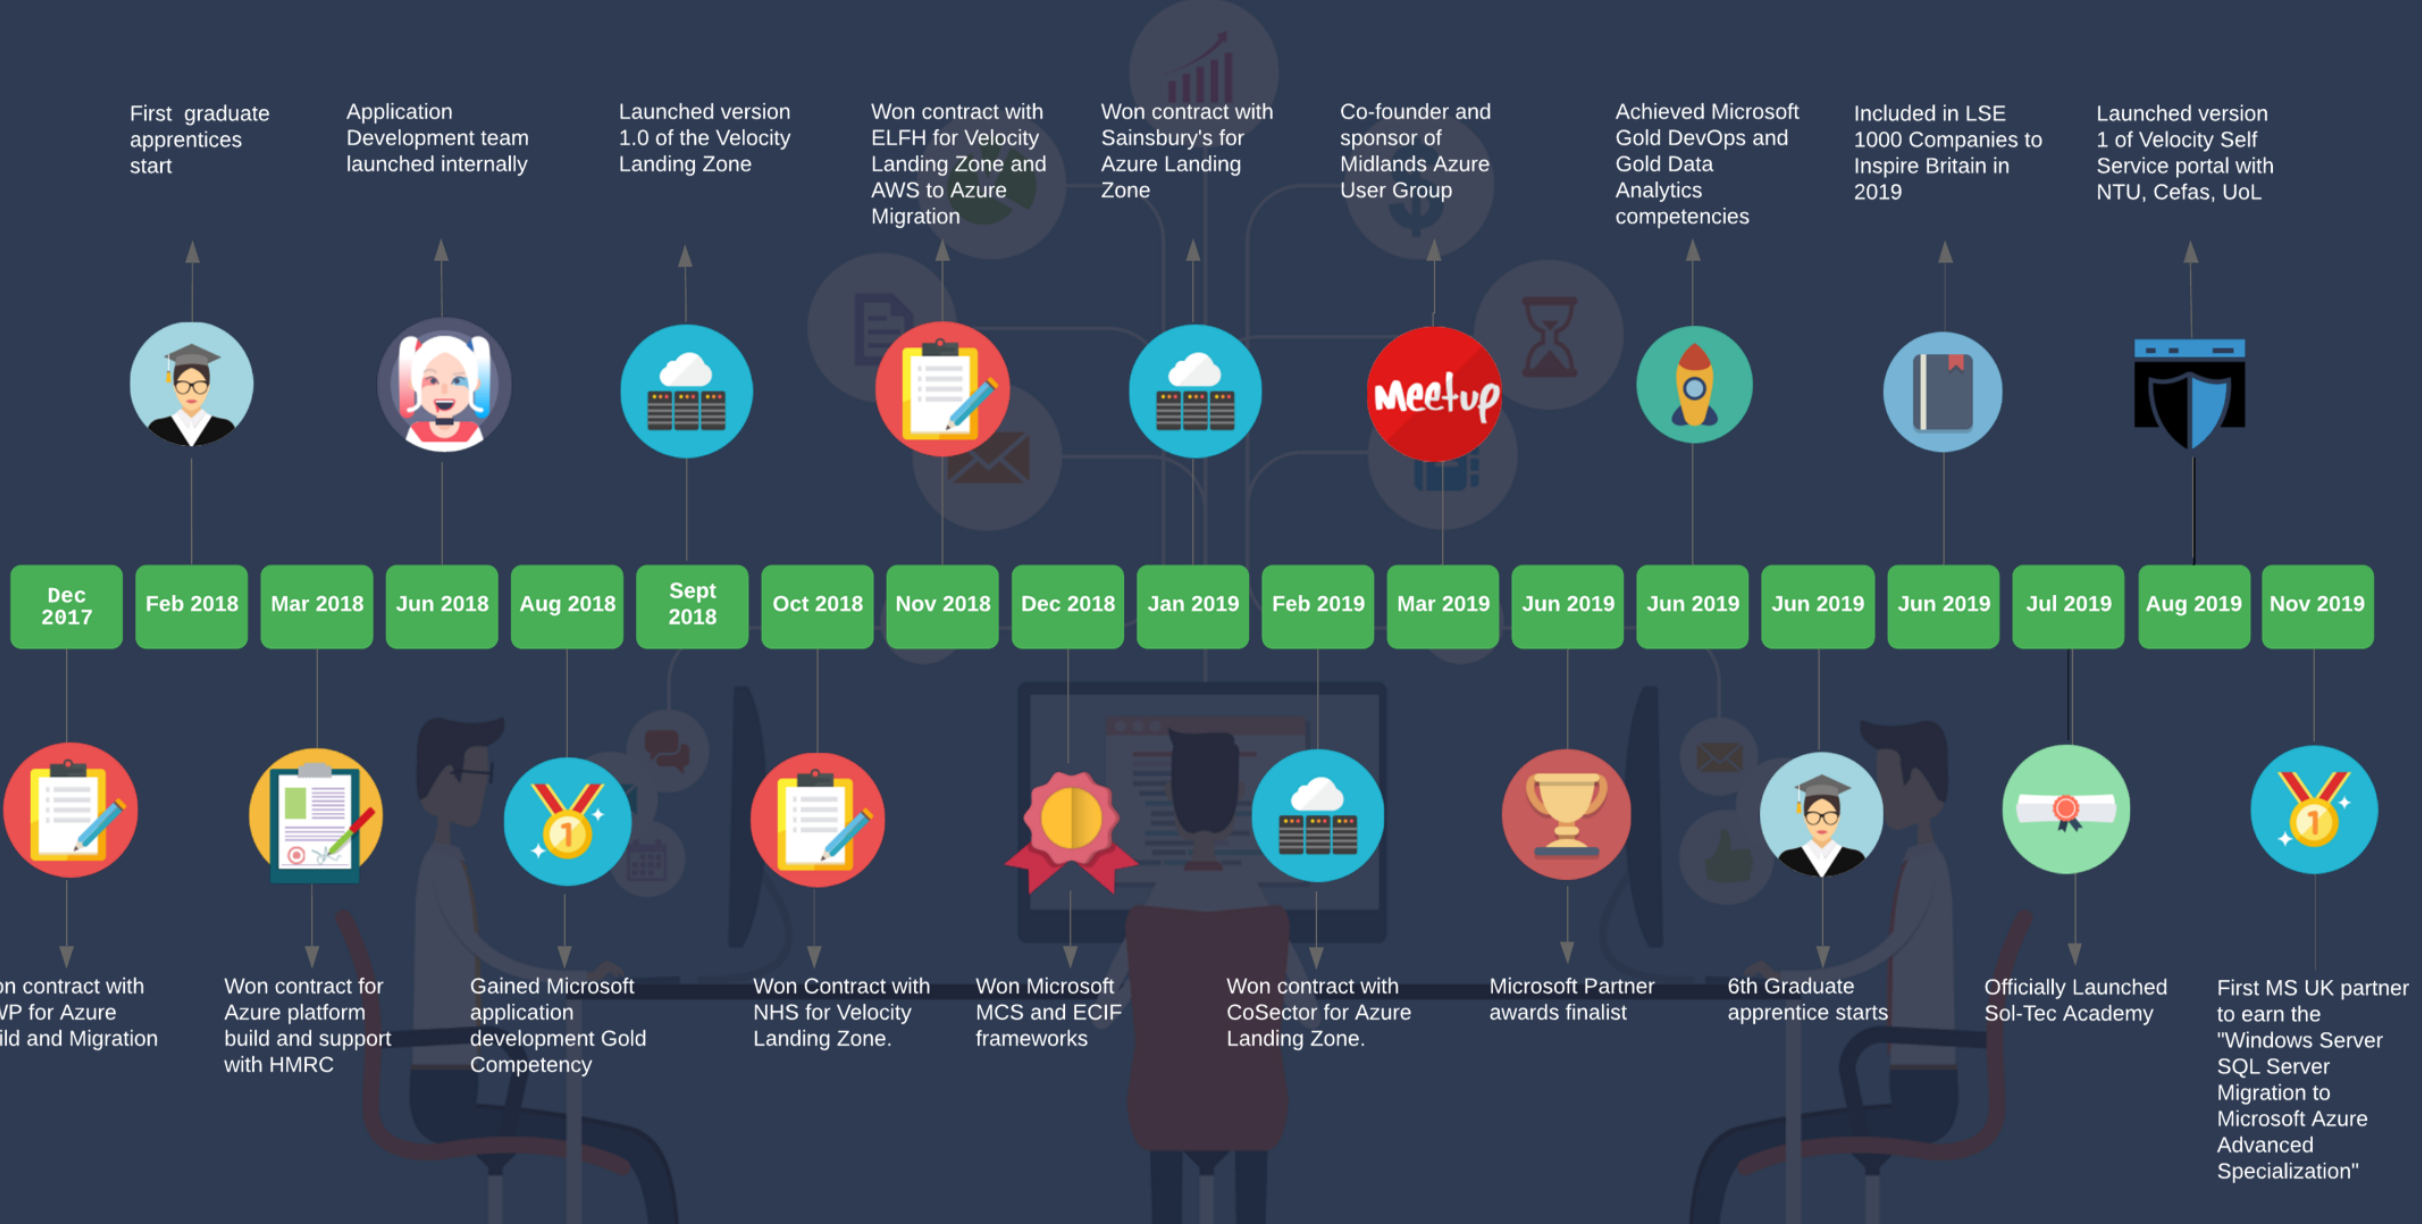 First graduate
apprentices
start
Application
Development team
launched internally
Launched version
1.0 of the Velocity
Landing Zone
Won contract with
ELFH for Velocity
Landing Zone and
AWS to Azure
Migration
Won contract with
Sainsbury's for
Azure Landing
Zone
Co-founder and
sponsor of
Midlands Azure
User Group
Achieved Microsoft
Gold DevOps and
Gold Data
Analytics
competencies
Included in LSE
1000 Companies to
Inspire Britain in
2019
Launched version
1 of Velocity Self
Service portal with
NTU, Cefas, UoL
Meetup
Dec
2017
Feb 2018
Mar 2018
Jun 2018
Aug 2018
Sept
2018
Oct 2018
Nov 2018
Dec 2018
Jan 2019
Feb 2019
Mar 2019
Jun 2019
Jun 2019
Jun 2019
Jun 2019
Jul 2019
Aug 2019
Nov 2019
1
1
contract with
for Azure
and Migration
Won contract for
Azure platform
build and support
with HMRC
Gained Microsoft
application
development Gold
Competency
Won Contract with
NHS for Velocity
Landing Zone.
Won Microsoft
MCS and ECIF
frameworks
Won contract with
CoSector for Azure
Landing Zone.
Microsoft Partner
awards finalist
6th Graduate
apprentice starts
Officially Launched
Sol-Tec Academy
First MS UK partner
to earn the
"Windows Server
SQL Server
Migration to
Microsoft Azure
Advanced
Specialization"